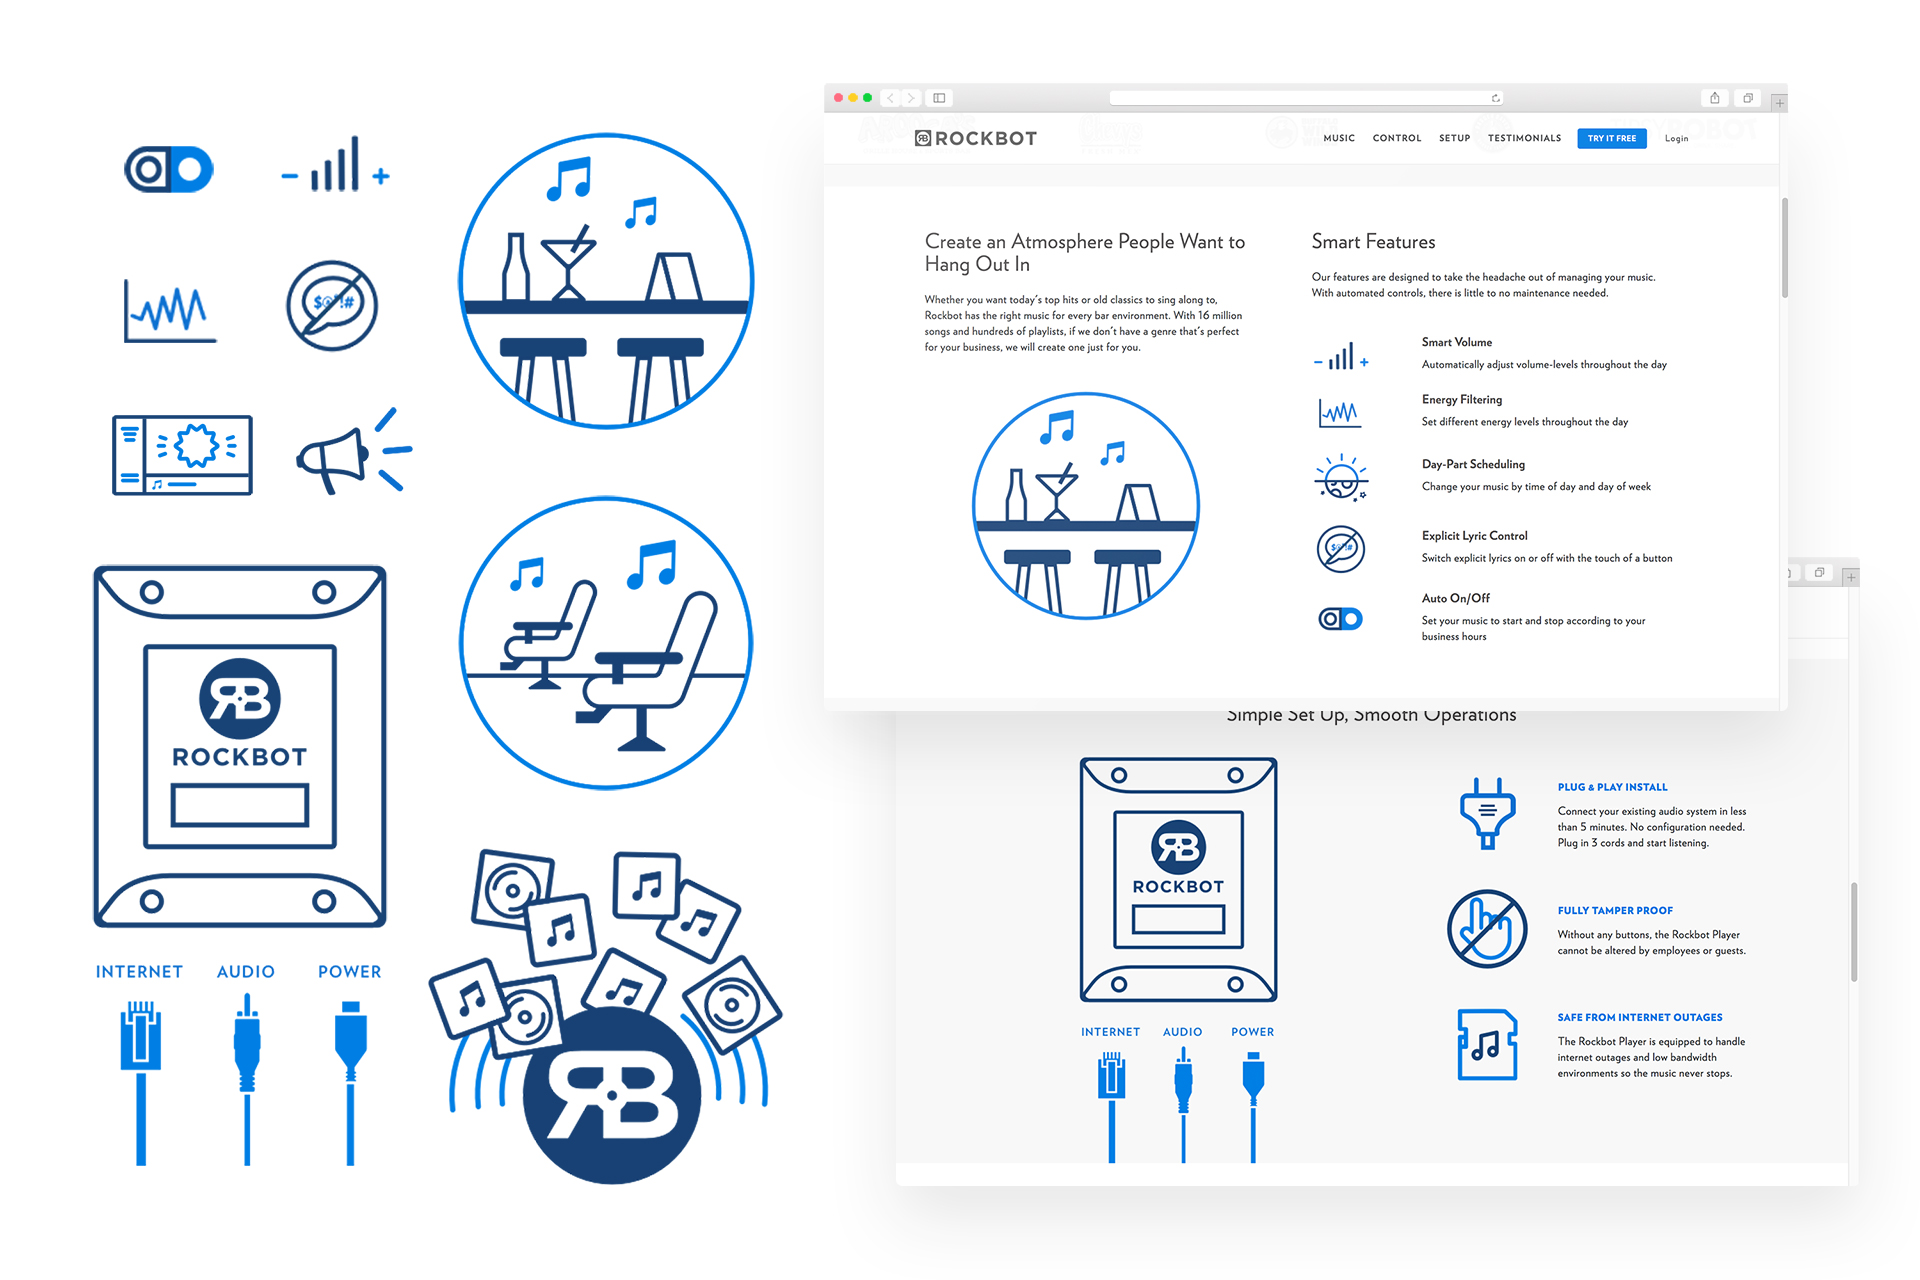 $@!#
RB
ROCKBOT
INTERNET AUDIO POWER
RB
ROCKBOT
MUSIC CONTROL SETUP TESTIMONIALS TRY IT FREE Login
Create an Atmosphere People Want to
Hang Out In
Whether you want today's top hits or old classics to sing along to,
Rockbot has the right music for every bar environment. With 16 million
songs and hundreds of playlists, if we don't have a genre that's perfect
for your business, we will create one just for you.
Smart Features
Our features are designed to take the headache out of managing your music.
With automated controls, there is little to no maintenance needed.
Smart Volume
Automatically adjust volume-levels throughout the day
Energy Filtering
Set different energy levels throughout the day
Day-Part Scheduling
Change your music by time of day and day of week
Explicit Lyric Control
Switch explicit lyrics on or off with the touch of a button
Auto On/Off
Set your music to start and stop according to your
business hours
Simple Set Up, Smooth Operations
RB
ROCKBOT
INTERNET AUDIO POWER
PLUG & PLAY INSTALL
Connect your existing audio system in less
than 5 minutes. No configuration needed.
Plug in 3 cords and start listening.
FULLY TAMPER PROOF
Without any buttons, the Rockbot Player
cannot be altered by employees or guests.
SAFE FROM INTERNET OUTAGES
The Rockbot Player is equipped to handle
internet outages and low bandwidth
environments so the music never stops.